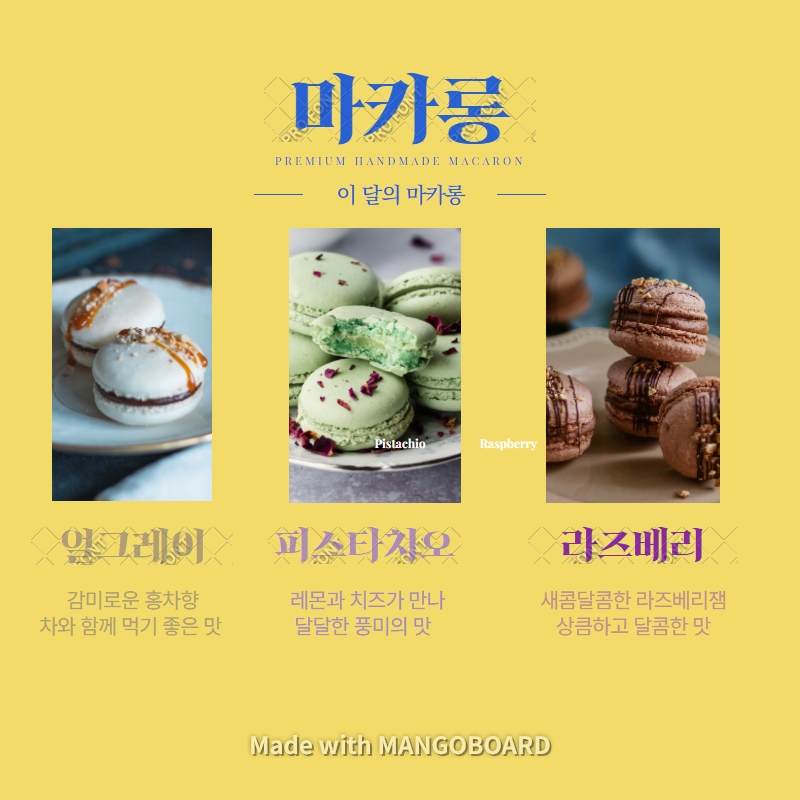 마카롱
PREMIUM HANDMADE MACARON
이 달의 마카롱
Pistachio
Raspberry
얼그레이
피스타치오
라즈베리
감미로운 홍차향
차와 함께 먹기 좋은 맛
레몬과 치즈가 만나
달달한 풍미의 맛
새콤달콤한 라즈베리잼
상큼하고 달콤한 맛
Made with MANGOBOARD